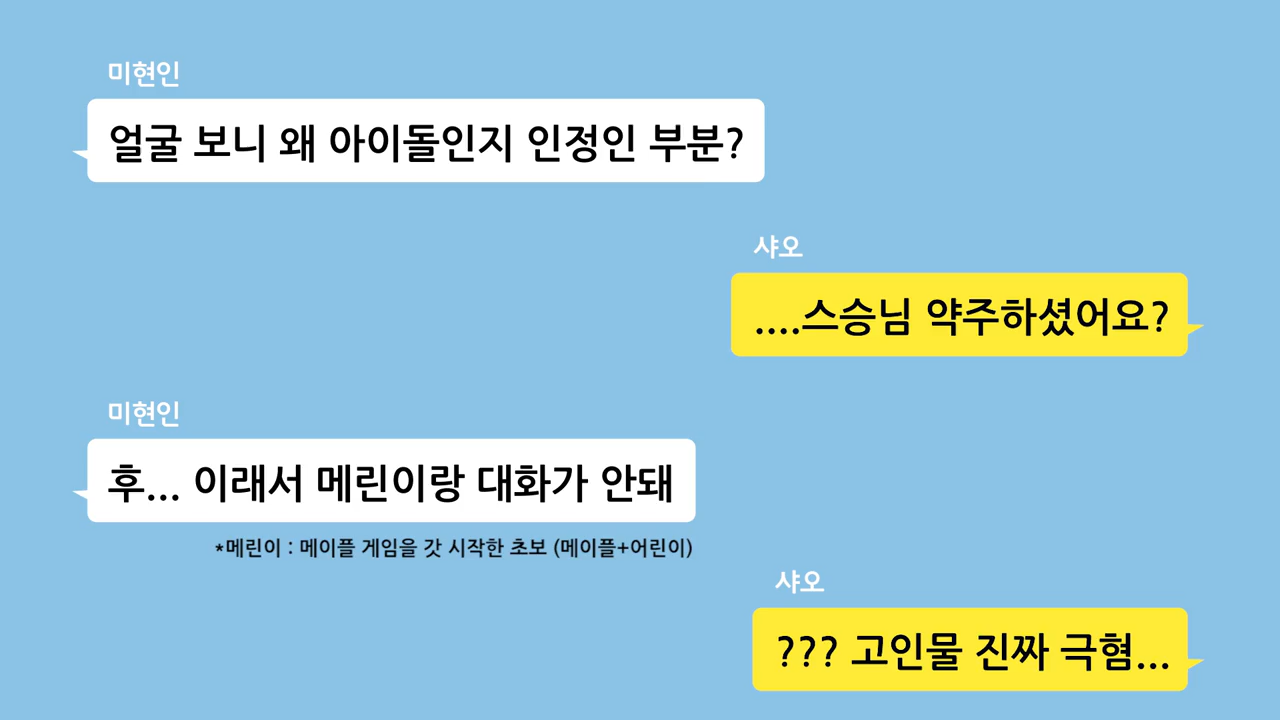 미현인
얼굴 보니 왜 아이돌인지 인정인 부분?
샤오
....스승님 약주하셨어요?
미현인
후... 이래서 메린이랑 대화가 안돼
*메린이 : 메이플 게임을 갓 시작한 초보 (메이플+어린이)
샤오
??? 고인물 진짜 극혐...